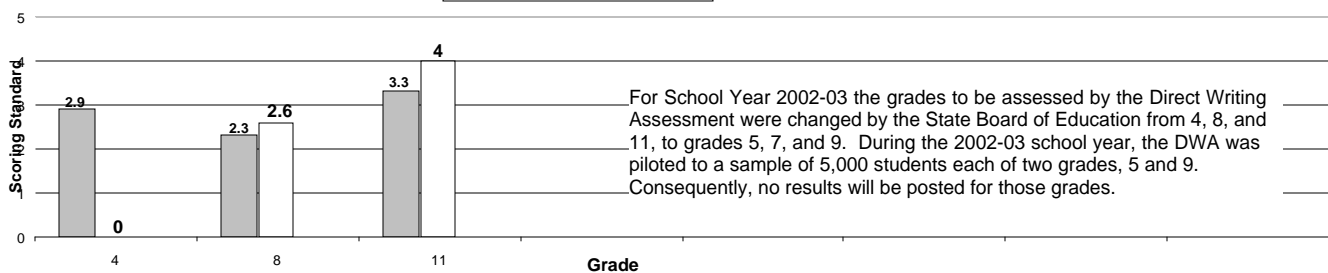 5
4
3
2
1
0
Scoring Standard
2.9
0
2.3
2.6
3.3
4
4
8
11
Grade
For School Year 2002-03 the grades to be assessed by the Direct Writing
Assessment were changed by the State Board of Education from 4, 8, and
11, to grades 5, 7, and 9.  During the 2002-03 school year, the DWA was
piloted to a sample of 5,000 students each of two grades, 5 and 9.
Consequently, no results will be posted for those grades.